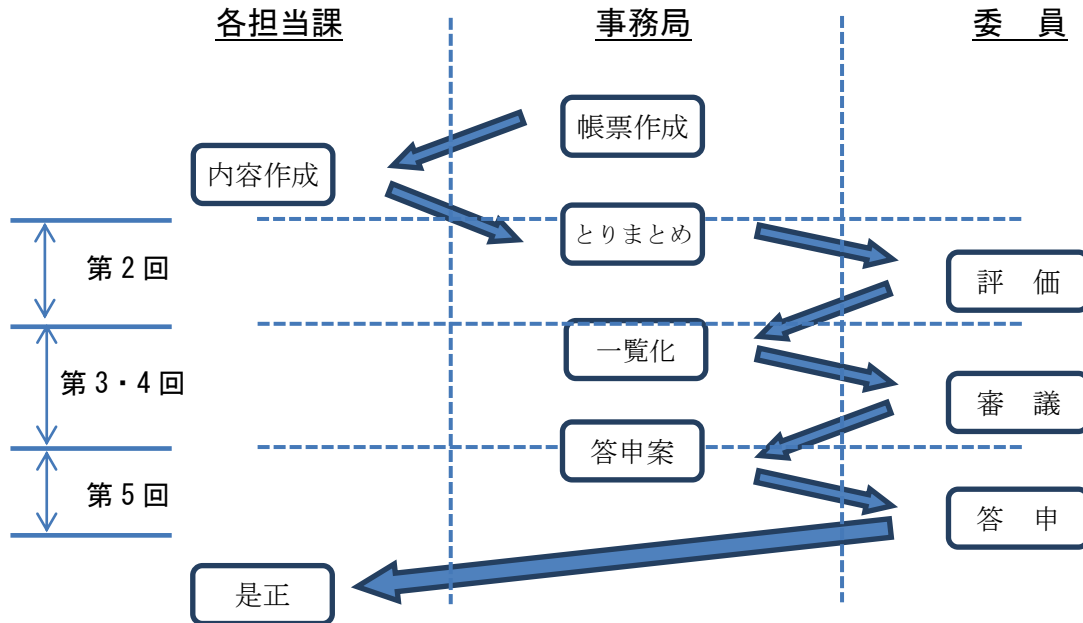 各担当課
事務局
委　員
帳票作成
内容作成
とりまとめ
第2回
評　価
一覧化
第3・4回
審　議
答申案
第5回
答　申
是正